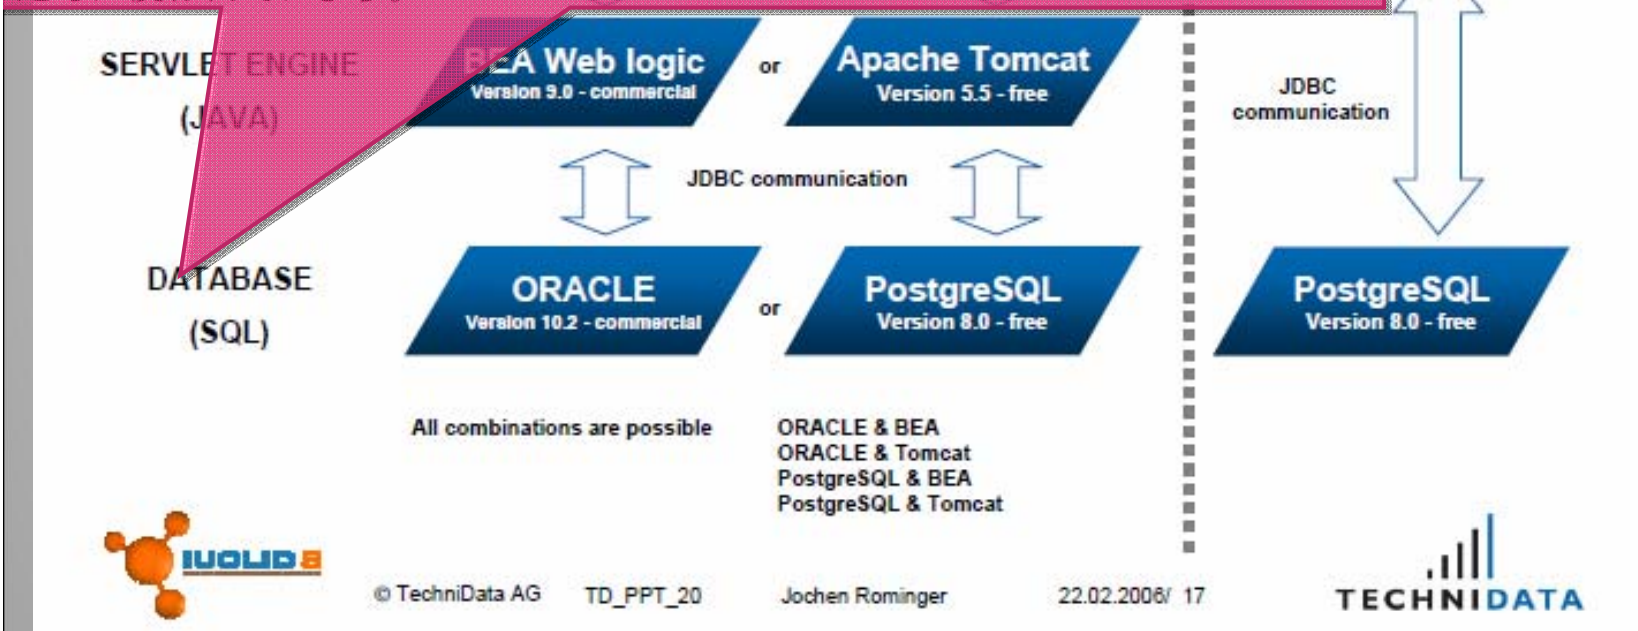 SERVLET ENGINE
(JAVA)
BEA Web logic
Version 9.0 - commercial
or
Apache Tomcat
Version 5.5 - free
JDBC
communication
JDBC communication
DATABASE
(SQL)
ORACLE
Version 10.2 - commercial
or
PostgreSQL
Version 8.0 - free
PostgreSQL
Version 8.0 - free
All combinations are possible
ORACLE & BEA
ORACLE & Tomcat
PostgreSQL & BEA
PostgreSQL & Tomcat
IUCLID 5
© TechniData AG TD_PPT_20 Jochen Rominger 22.02.2006/ 17
TECHNIDATA